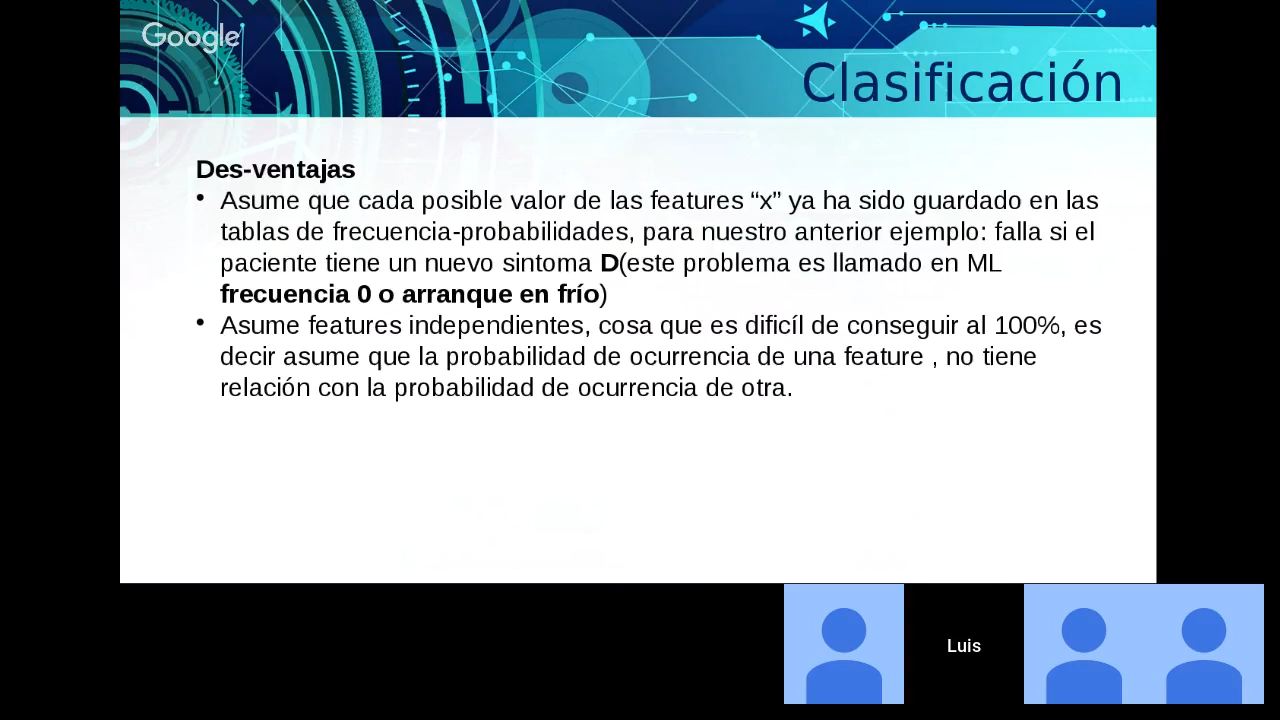 Google
Clasificación
Des-ventajas
• Asume que cada posible valor de las features “x” ya ha sido guardado en las
tablas de frecuencia-probabilidades, para nuestro anterior ejemplo: falla si el
paciente tiene un nuevo sintoma D(este problema es llamado en ML
frecuencia 0 o arranque en frío)
• Asume features independientes, cosa que es dificíl de conseguir al 100%, es
decir asume que la probabilidad de ocurrencia de una feature , no tiene
relación con la probabilidad de ocurrencia de otra.
Luis